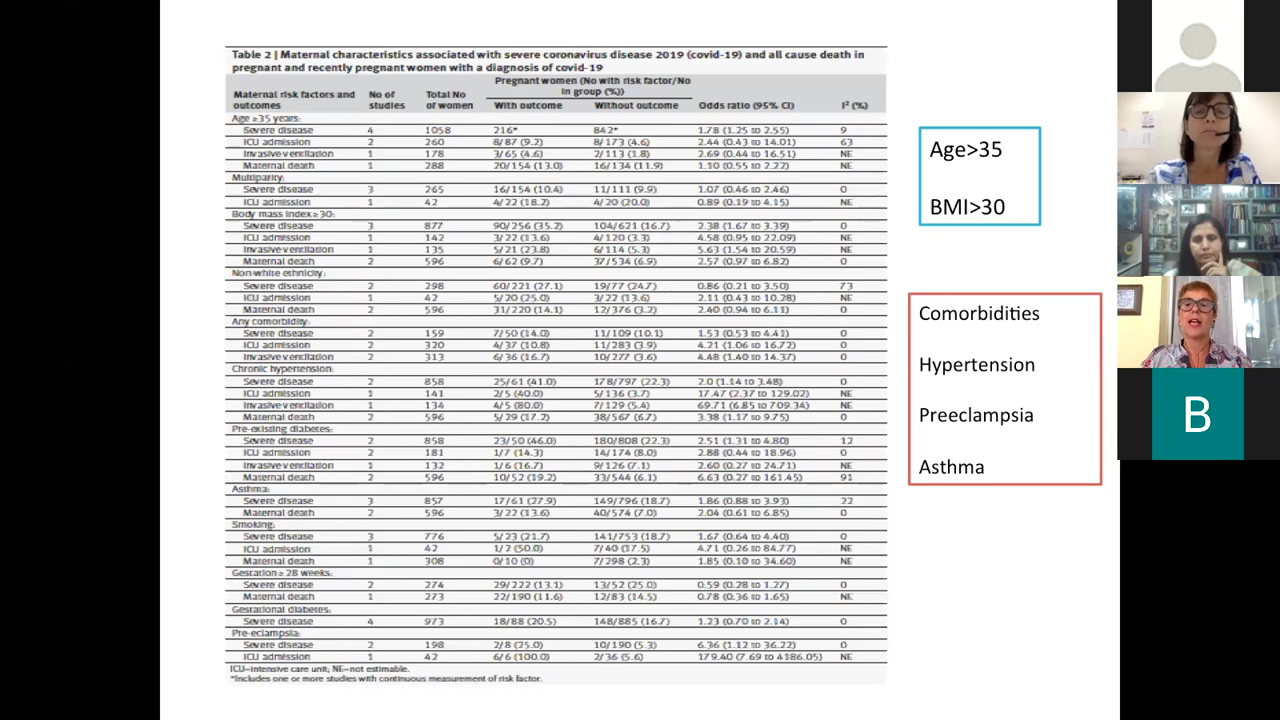 Table 2 | Maternal characteristics associated with severe coronavirus disease 2019 (covid-19) and all cause death in
pregnant and recently pregnant women with a diagnosis of covid-19
Pregnant women (No with risk factor/No
in group (%))
Maternal risk factors and outcomes No of studies Total No of women With outcome Without outcome Odds ratio (95% CI) I² (%)
Age ≥35 years:
Severe disease 4 1058 216* 842* 1.78 (1.25 to 2.55) 9
ICU admission 2 260 8/87 (9.2) 8/173 (4.6) 2.44 (0.43 to 14.01) 63
Invasive ventilation 1 178 3/65 (4.6) 2/113 (1.8) 2.69 (0.44 to 16.51) NE
Maternal death 1 288 20/154 (13.0) 16/134 (11.9) 1.10 (0.55 to 2.22) NE
Multiparity:
Severe disease 3 265 16/154 (10.4) 11/111 (9.9) 1.07 (0.46 to 2.46) 0
ICU admission 1 42 4/22 (18.2) 4/20 (20.0) 0.89 (0.19 to 4.15) NE
Body mass index ≥30:
Severe disease 3 877 90/256 (35.2) 104/621 (16.7) 2.38 (1.67 to 3.39) 0
ICU admission 1 142 3/22 (13.6) 4/120 (3.3) 4.58 (0.95 to 22.09) NE
Invasive ventilation 1 135 5/21 (23.8) 6/114 (5.3) 5.63 (1.54 to 20.59) NE
Maternal death 2 596 6/62 (9.7) 37/534 (6.9) 2.57 (0.97 to 6.82) 0
Non-white ethnicity:
Severe disease 2 298 60/221 (27.1) 19/77 (24.7) 0.86 (0.21 to 3.50) 73
ICU admission 1 42 5/20 (25.0) 3/22 (13.6) 2.11 (0.43 to 10.28) NE
Maternal death 2 596 31/220 (14.1) 12/376 (3.2) 2.40 (0.94 to 6.11) 0
Any comorbidity:
Severe disease 2 159 7/50 (14.0) 11/109 (10.1) 1.53 (0.53 to 4.41) 0
ICU admission 2 320 4/37 (10.8) 11/283 (3.9) 4.21 (1.06 to 16.72) 0
Invasive ventilation 2 313 6/36 (16.7) 10/277 (3.6) 4.48 (1.40 to 14.37) 0
Chronic hypertension:
Severe disease 2 858 25/61 (41.0) 178/797 (22.3) 2.0 (1.14 to 3.48) 0
ICU admission 1 141 2/5 (40.0) 5/136 (3.7) 17.47 (2.37 to 129.02) NE
Invasive ventilation 1 134 4/5 (80.0) 7/129 (5.4) 69.71 (6.85 to 709.34) NE
Maternal death 2 596 5/29 (17.2) 38/567 (6.7) 3.38 (1.17 to 9.75) 0
Pre-existing diabetes:
Severe disease 2 858 23/50 (46.0) 180/808 (22.3) 2.51 (1.31 to 4.80) 12
ICU admission 2 181 1/7 (14.3) 14/174 (8.0) 2.88 (0.44 to 18.96) 0
Invasive ventilation 1 132 1/6 (16.7) 9/126 (7.1) 2.60 (0.27 to 24.71) NE
Maternal death 2 596 10/52 (19.2) 33/544 (6.1) 6.63 (0.27 to 161.45) 91
Asthma:
Severe disease 3 857 17/61 (27.9) 149/796 (18.7) 1.86 (0.88 to 3.93) 22
Maternal death 2 596 3/22 (13.6) 40/574 (7.0) 2.04 (0.61 to 6.85) 0
Smoking:
Severe disease 3 776 5/23 (21.7) 141/753 (18.7) 1.67 (0.64 to 4.40) 0
ICU admission 1 42 1/2 (50.0) 7/40 (17.5) 4.71 (0.26 to 84.77) NE
Maternal death 1 308 0/10 (0) 7/298 (2.3) 1.85 (0.10 to 34.60) NE
Gestation ≥28 weeks:
Severe disease 2 274 29/222 (13.1) 13/52 (25.0) 0.59 (0.28 to 1.27) 0
Maternal death 1 273 22/190 (11.6) 12/83 (14.5) 0.78 (0.36 to 1.65) NE
Gestational diabetes:
Severe disease 4 973 18/88 (20.5) 148/885 (16.7) 1.23 (0.70 to 2.14) 0
Pre-eclampsia:
Severe disease 2 198 2/8 (25.0) 10/190 (5.3) 6.36 (1.12 to 36.22) 0
ICU admission 1 42 6/6 (100.0) 2/36 (5.6) 179.40 (7.69 to 4186.05) NE
ICU=intensive care unit; NE=not estimable.
*Includes one or more studies with continuous measurement of risk factor.
Age>35
BMI>30
Comorbidities
Hypertension
Preeclampsia
Asthma
B